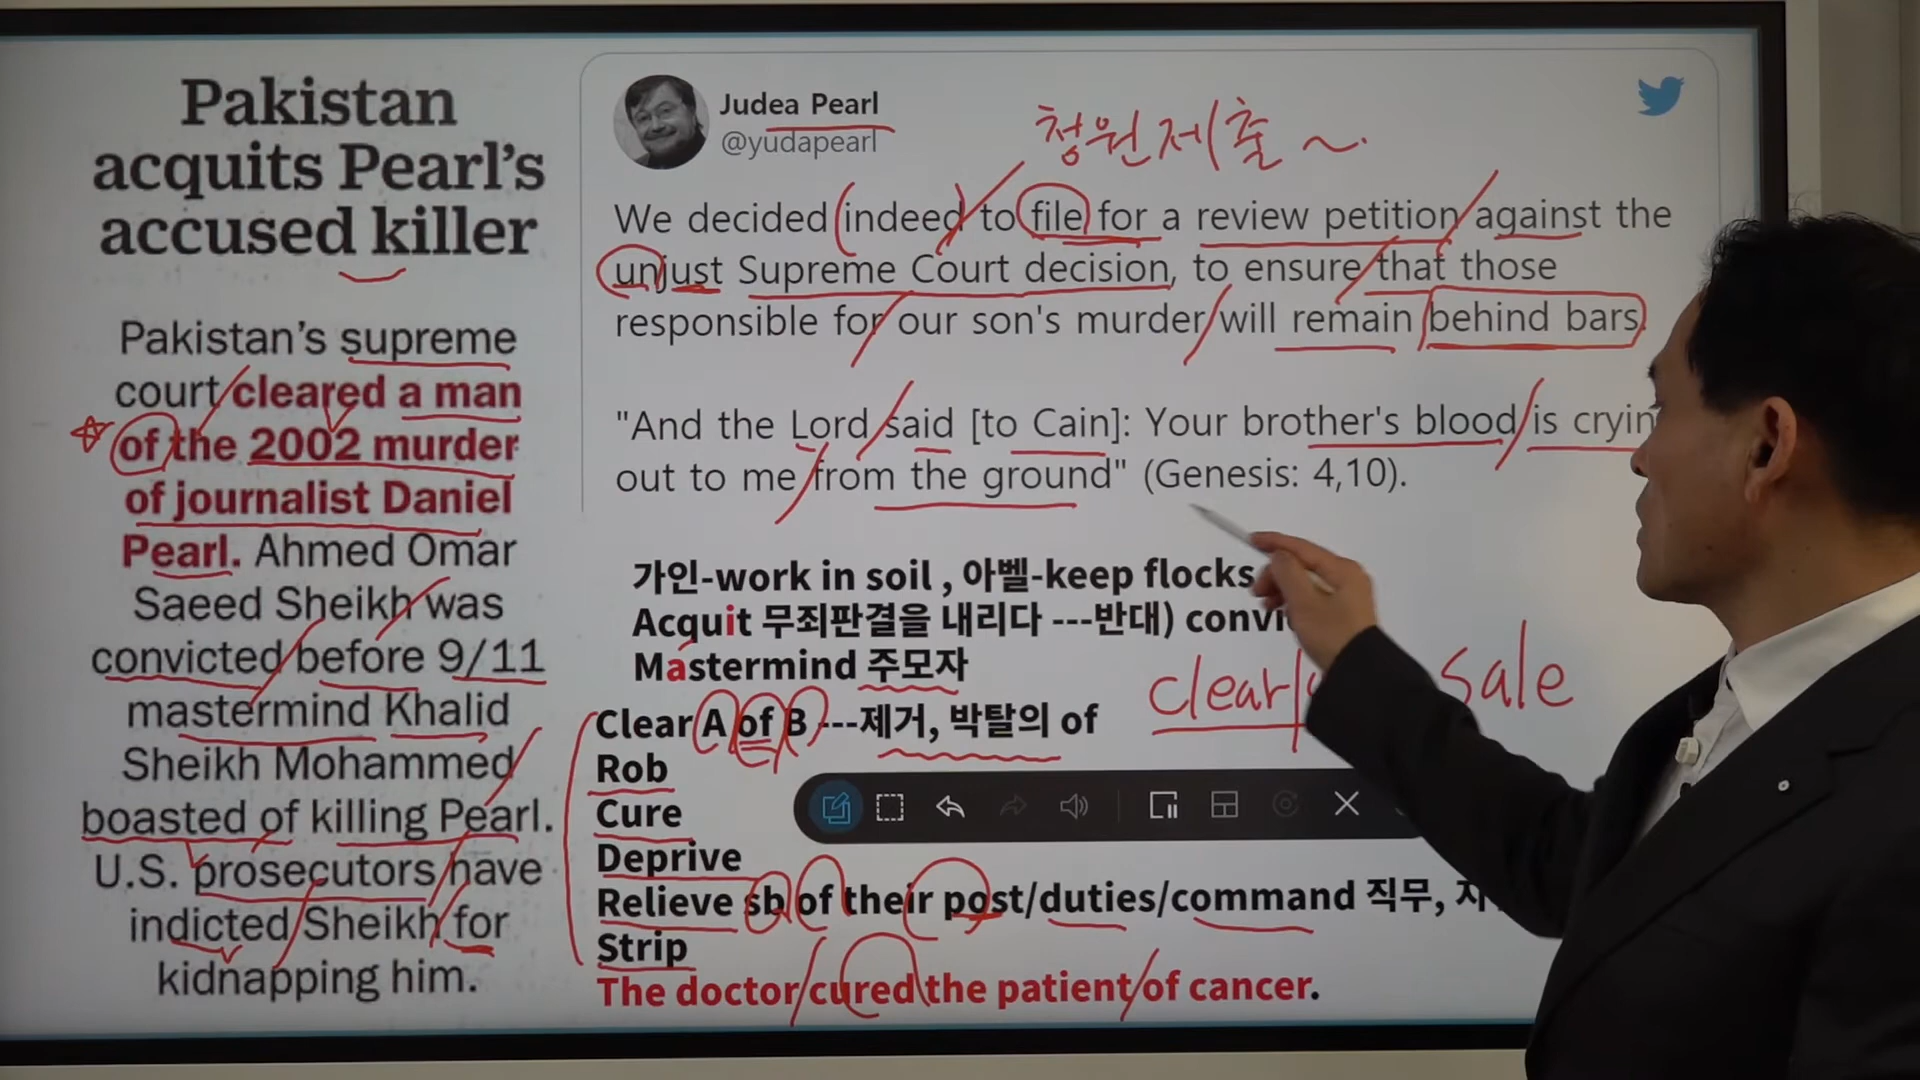 Pakistan
acquits Pearl's
accused killer
Pakistan's supreme
court cleared a man
of the 2002 murder
of journalist Daniel
Pearl. Ahmed Omar
Saeed Sheikh was
convicted before 9/11
mastermind Khalid
Sheikh Mohammed
boasted of killing Pearl.
U.S. prosecutors have
indicted Sheikh for
kidnapping him.
Judea Pearl
@yudapearl
청원제출 ~
We decided indeed to file for a review petition against the
unjust Supreme Court decision, to ensure that those
responsible for our son's murder will remain behind bars.
"And the Lord said [to Cain]: Your brother's blood is
out to me from the ground" (Genesis: 4,10).
가인-work in soil , 아벨-keep flocks
Acquit 무죄판결을 내리다 ---반대)
Mastermind 주모자
clear sale
Clear A of B ---제거, 박탈의 of
Rob
Cure
Deprive
Relieve sb of their post/duties/command 직무,
Strip
The doctor cured the patient of cancer.